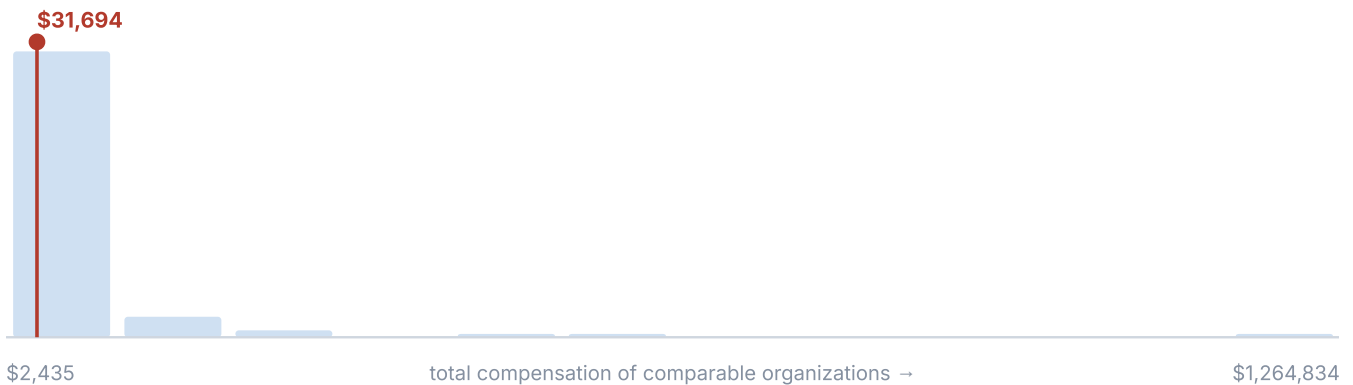 $31,694
$2,435 total compensation of comparable organizations → $1,264,834